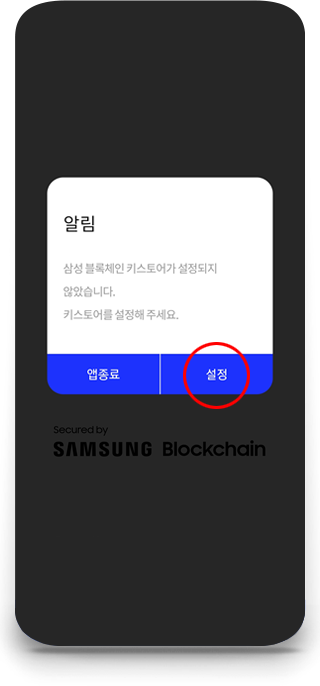 알림
삼성 블록체인 키스토어가 설정되지
않았습니다.
키스토어를 설정해 주세요.
앱종료 설정
Secured by
SAMSUNG Blockchain